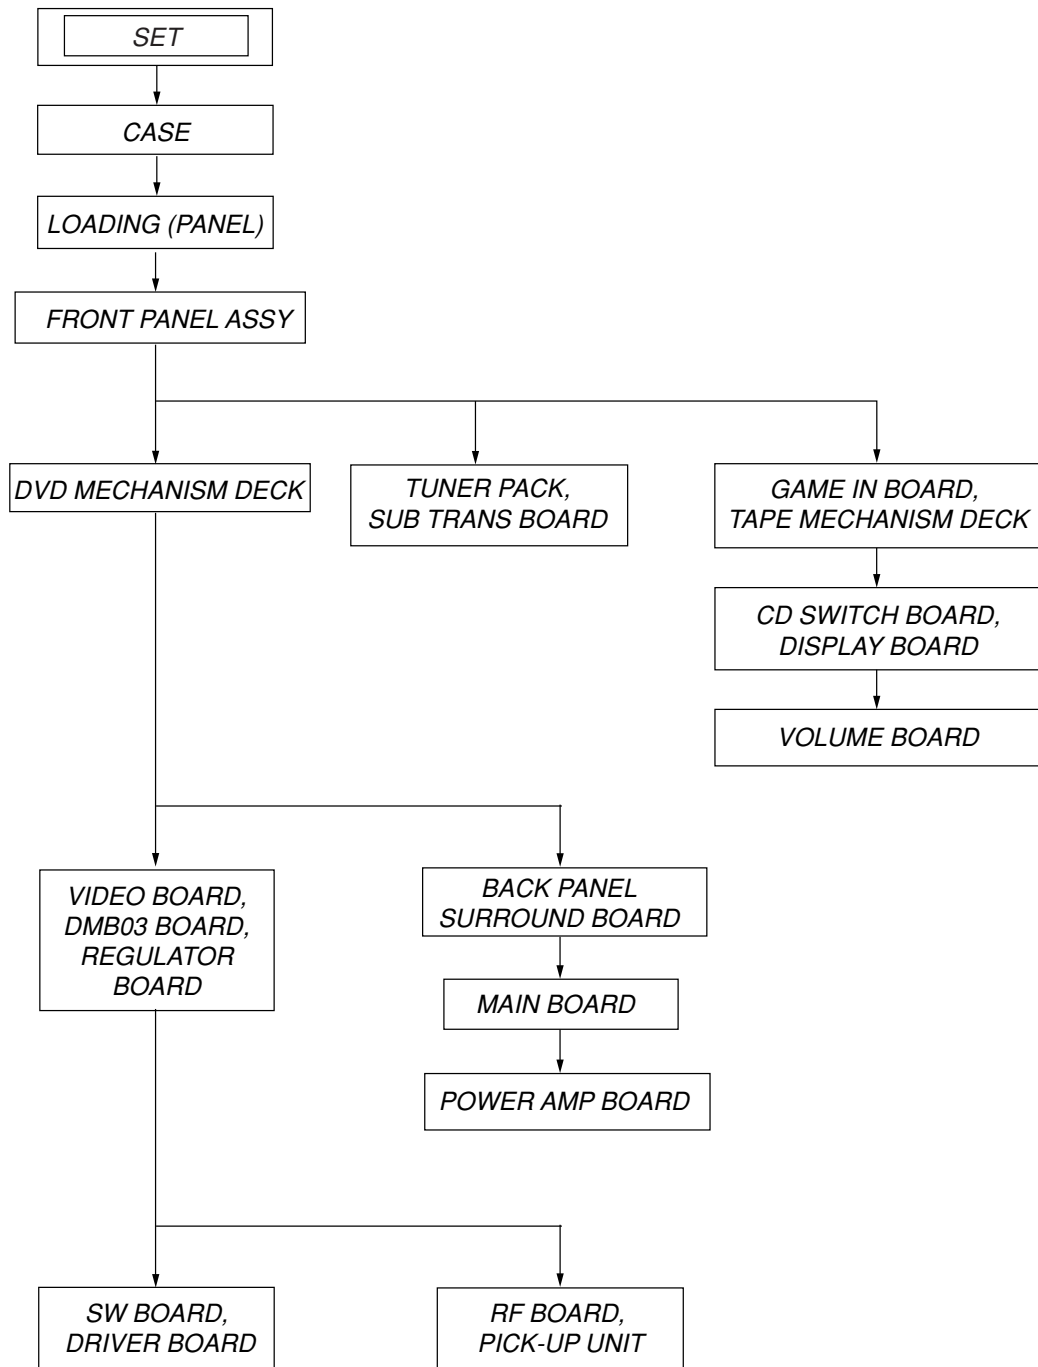 SET
CASE
LOADING (PANEL)
FRONT PANEL ASSY
DVD MECHANISM DECK
TUNER PACK,
SUB TRANS BOARD
GAME IN BOARD,
TAPE MECHANISM DECK
CD SWITCH BOARD,
DISPLAY BOARD
VOLUME BOARD
VIDEO BOARD,
DMB03 BOARD,
REGULATOR
BOARD
BACK PANEL
SURROUND BOARD
MAIN BOARD
POWER AMP BOARD
SW BOARD,
DRIVER BOARD
RF BOARD,
PICK-UP UNIT